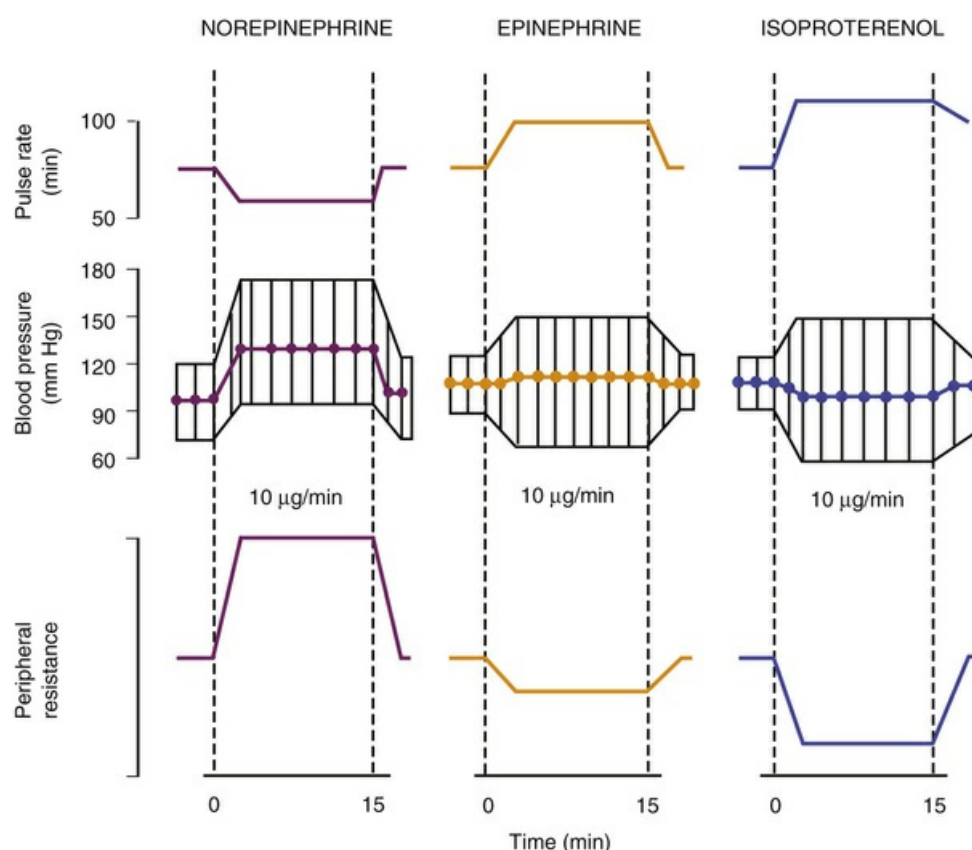 NOREPINEPHRINE EPINEPHRINE ISOPROTERENOL
Pulse rate
(min)
100
50
Blood pressure
(mm Hg)
180
150
120
90
60
10 μg/min 10 μg/min 10 μg/min
Peripheral
resistance
0 15 0 15 0 15
Time (min)